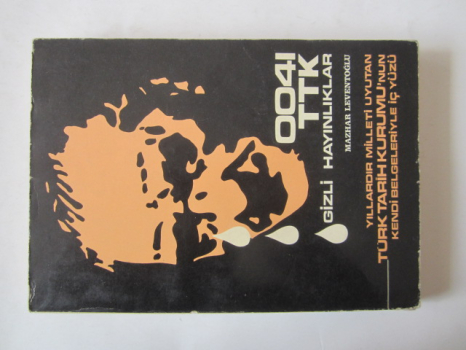 0041
TTK
GİZLİ HAYINLIKLAR
MAZHAR LEVENTOĞLU
YILLARDIR MİLLETİ UYUTAN
TÜRK TARİH KURUMU'NUN
KENDİ BELGELERİYLE İÇ YÜZÜ